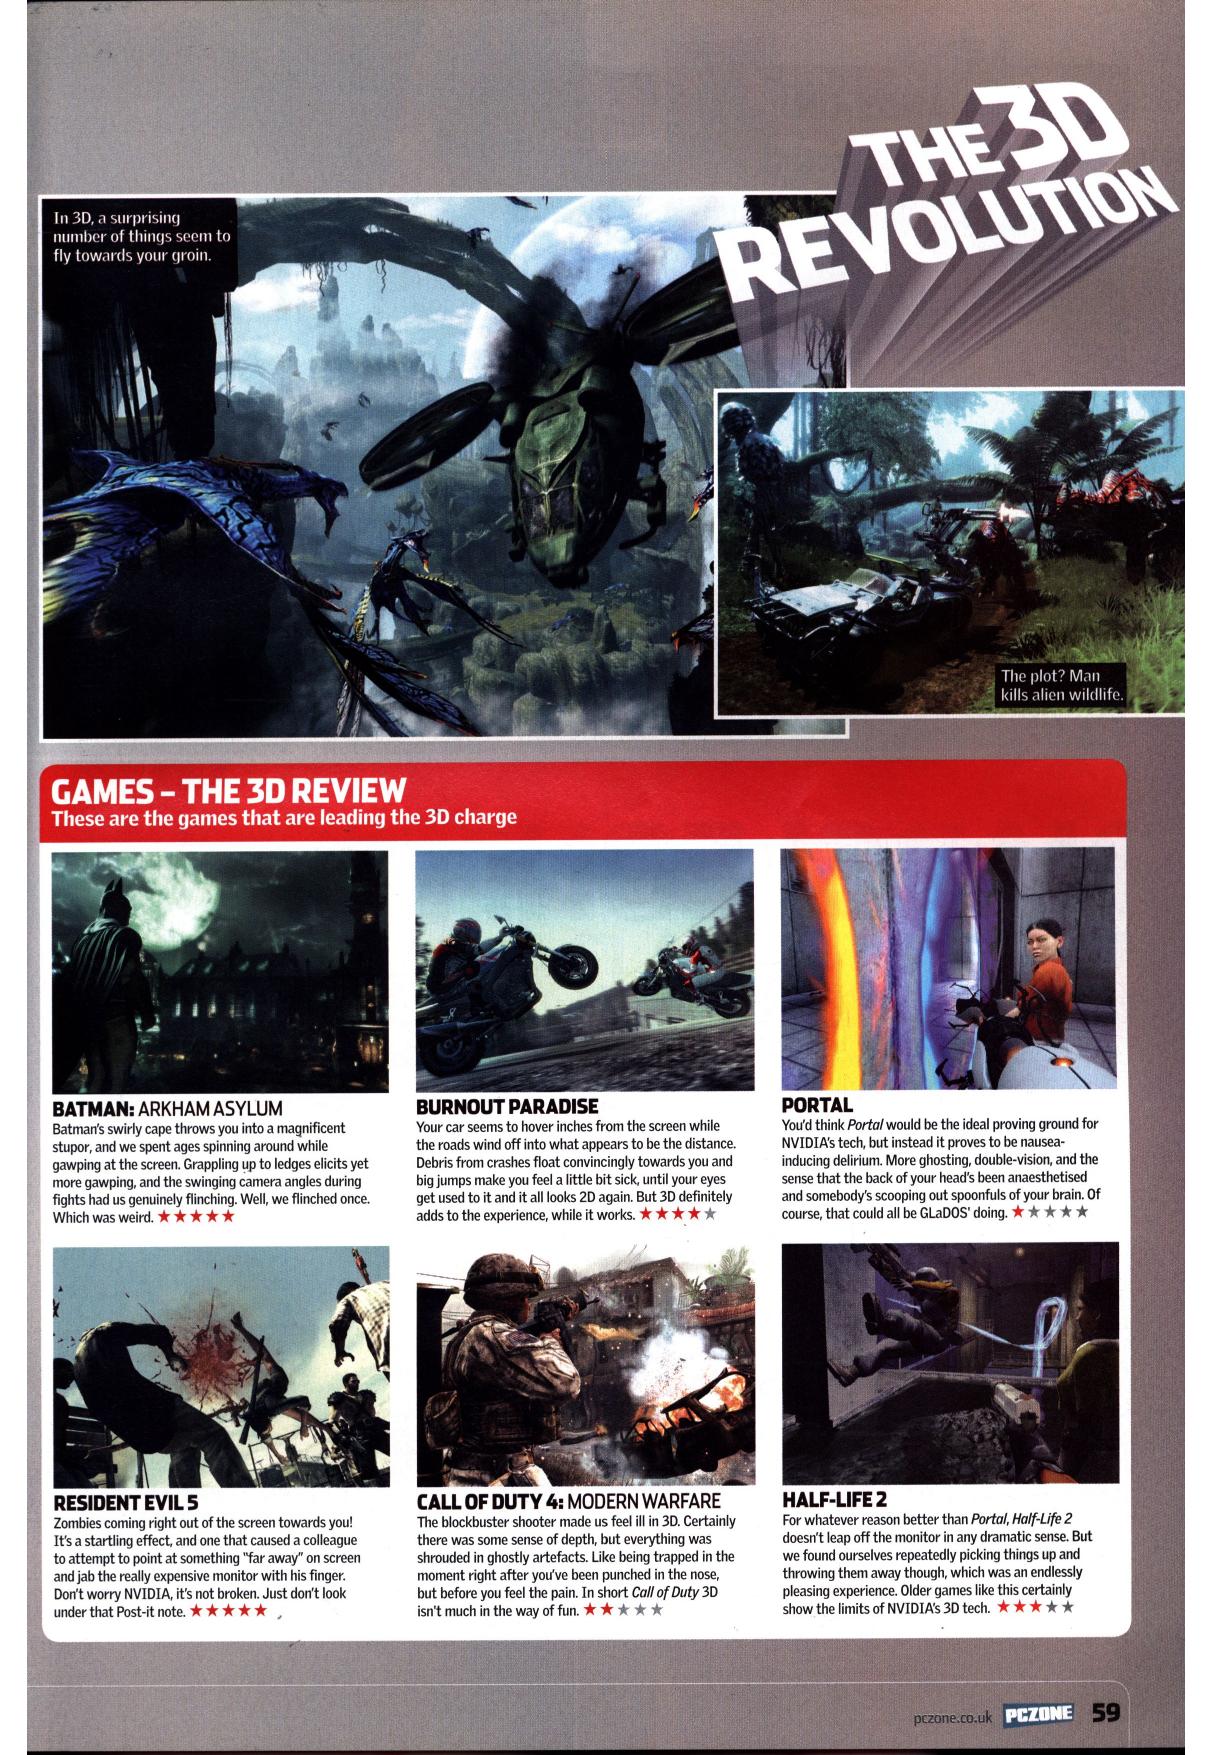 THE 3D
REVOLUTION
In 3D, a surprising
number of things seem to
fly towards your groin.
The plot? Man
kills alien wildlife.
GAMES – THE 3D REVIEW
These are the games that are leading the 3D charge
BATMAN: ARKHAM ASYLUM
Batman's swirly cape throws you into a magnificent
stupor, and we spent ages spinning around while
gawping at the screen. Grappling up to ledges elicits yet
more gawping, and the swinging camera angles during
fights had us genuinely flinching. Well, we flinched once.
Which was weird. ★★★★★
BURNOUT PARADISE
Your car seems to hover inches from the screen while
the roads wind off into what appears to be the distance.
Debris from crashes float convincingly towards you and
big jumps make you feel a little bit sick, until your eyes
get used to it and it all looks 2D again. But 3D definitely
adds to the experience, while it works. ★★★★★
PORTAL
You'd think Portal would be the ideal proving ground for
NVIDIA's tech, but instead it proves to be nausea-
inducing delirium. More ghosting, double-vision, and the
sense that the back of your head's been anaesthetised
and somebody's scooping out spoonfuls of your brain. Of
course, that could all be GLaDOS' doing. ★★★★★
RESIDENT EVIL 5
Zombies coming right out of the screen towards you!
It's a startling effect, and one that caused a colleague
to attempt to point at something "far away" on screen
and jab the really expensive monitor with his finger.
Don't worry NVIDIA, it's not broken. Just don't look
under that Post-it note. ★★★★★
CALL OF DUTY 4: MODERN WARFARE
The blockbuster shooter made us feel ill in 3D. Certainly
there was some sense of depth, but everything was
shrouded in ghostly artefacts. Like being trapped in the
moment right after you've been punched in the nose,
but before you feel the pain. In short Call of Duty 3D
isn't much in the way of fun. ★★★★★
HALF-LIFE 2
For whatever reason better than Portal, Half-Life 2
doesn't leap off the monitor in any dramatic sense. But
we found ourselves repeatedly picking things up and
throwing them away though, which was an endlessly
pleasing experience. Older games like this certainly
show the limits of NVIDIA's 3D tech. ★★★★★
pczone.co.uk PCZONE 59